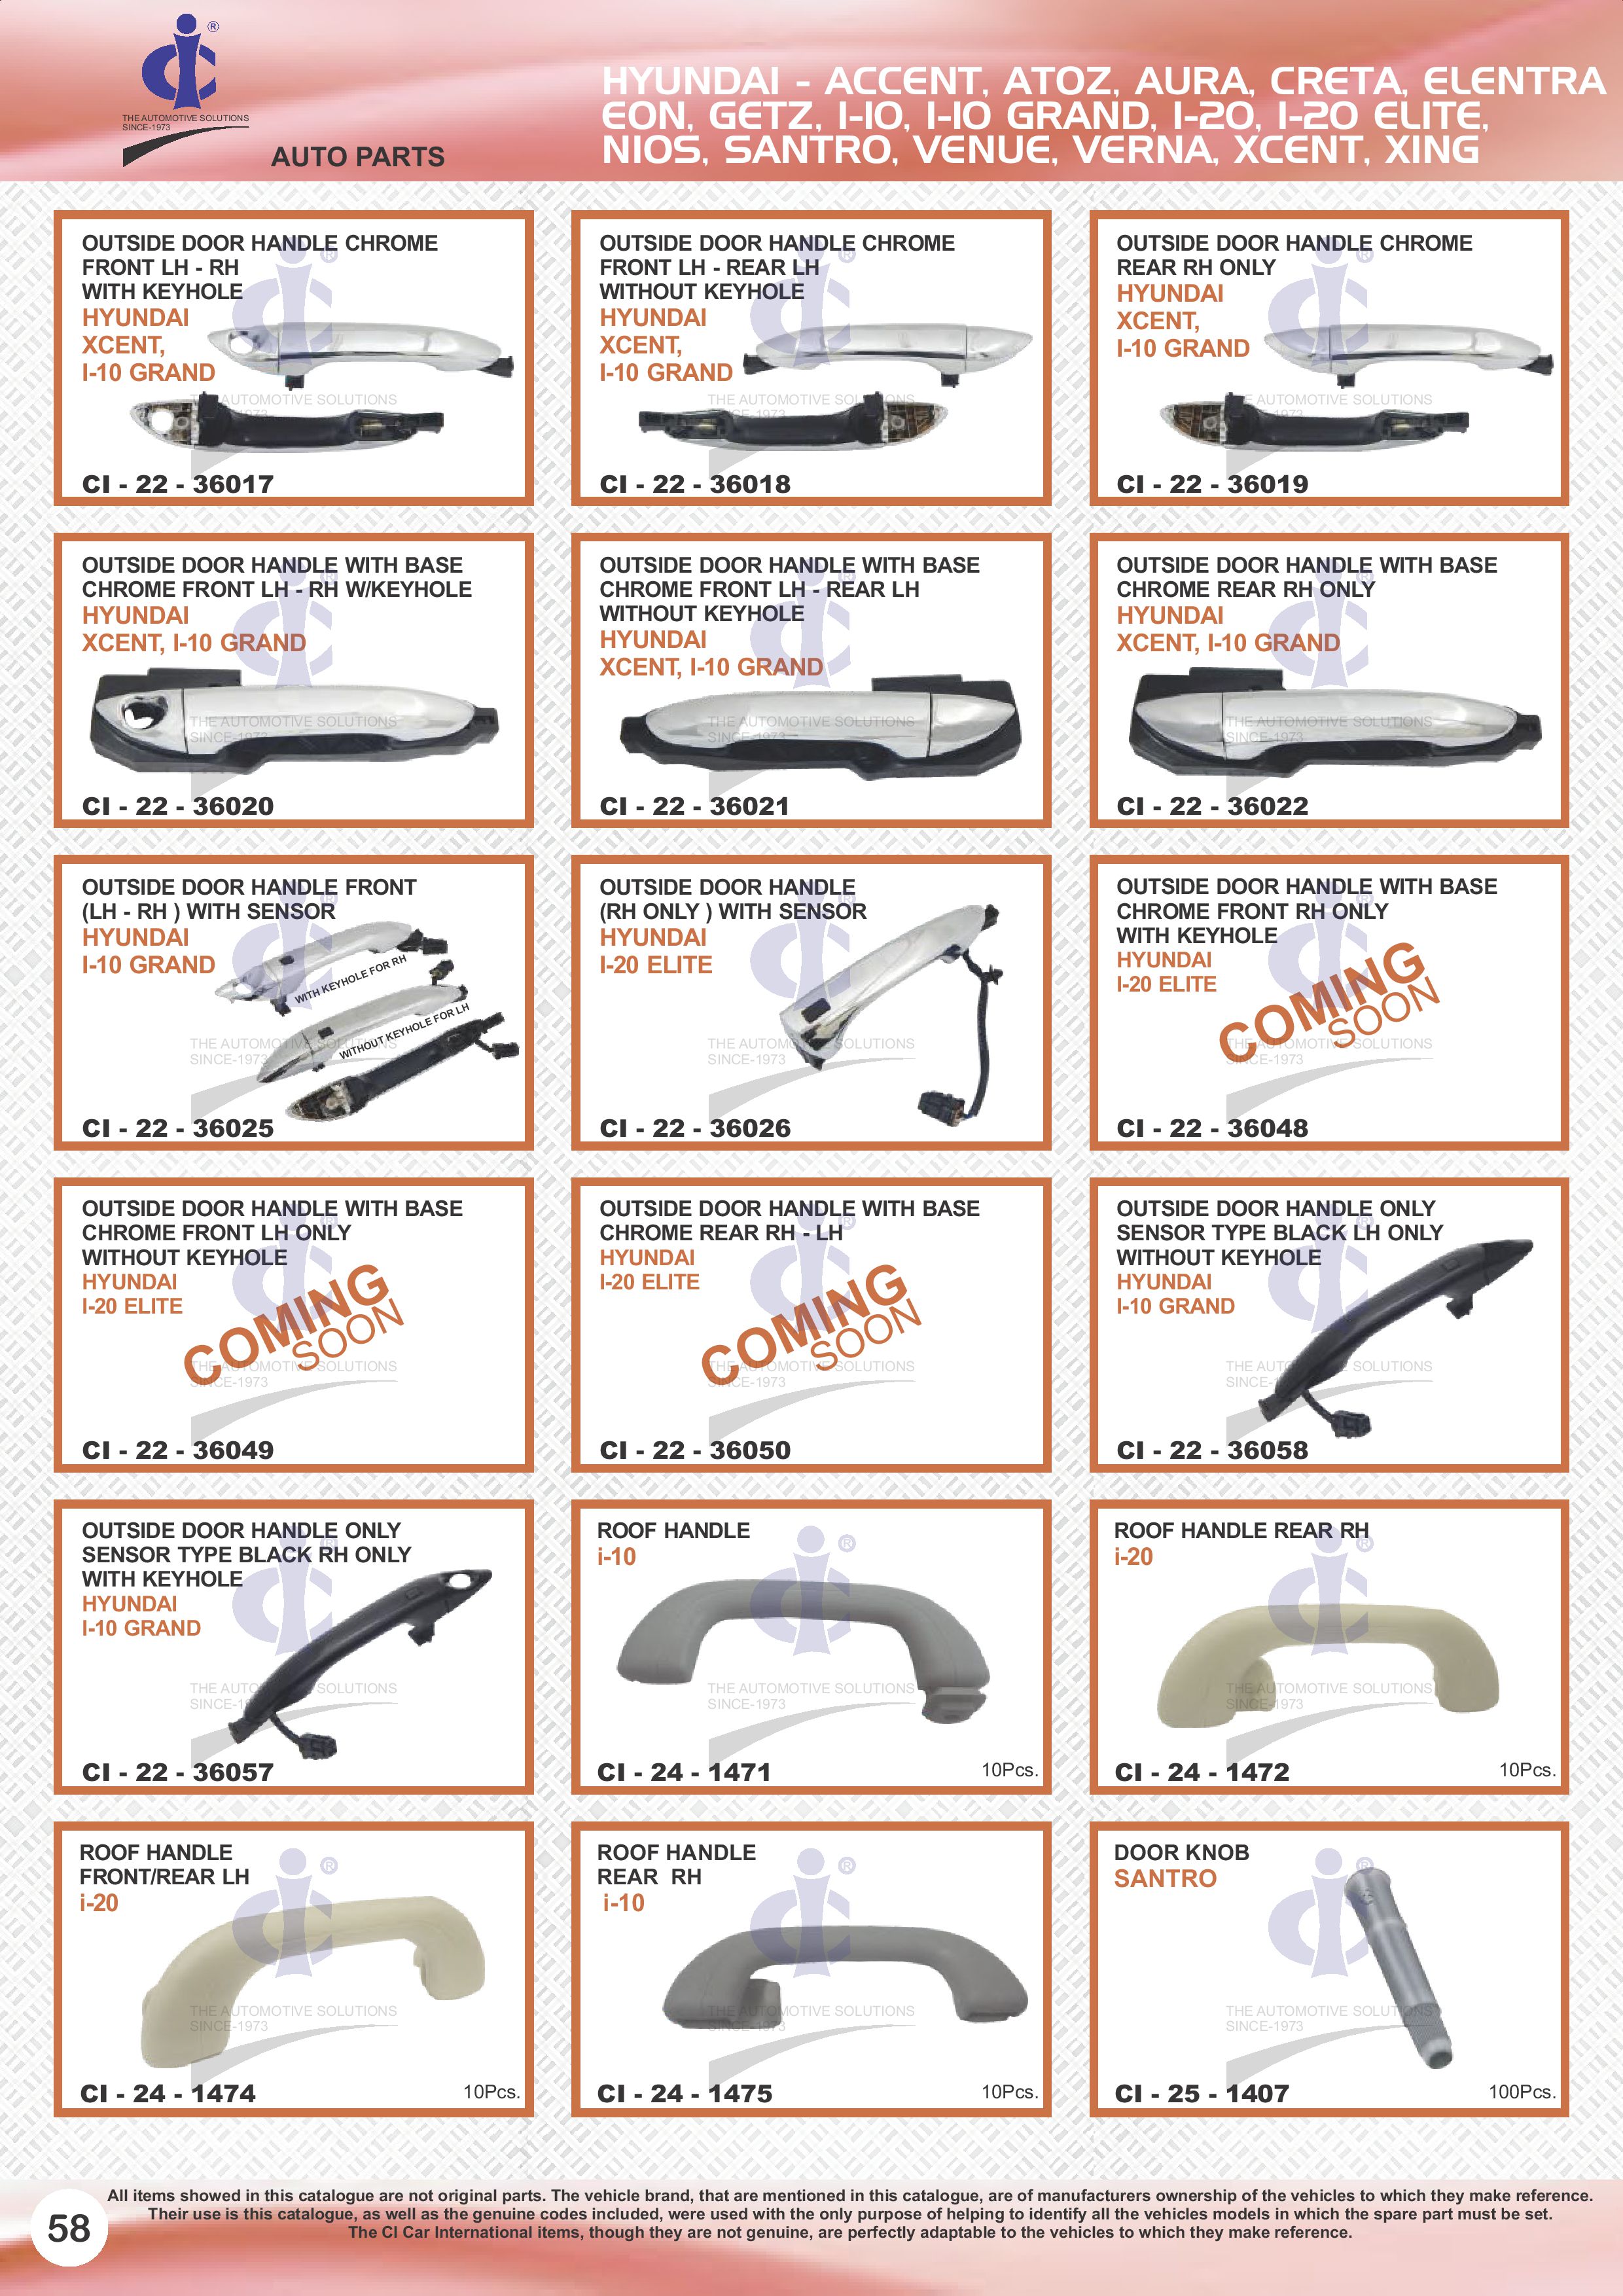 ®
THE AUTOMOTIVE SOLUTIONS
SINCE-1973
AUTO PARTS
HYUNDAI - ACCENT, ATOZ, AURA, CRETA, ELENTRA
EON, GETZ, I-10, I-10 GRAND, I-20, I-20 ELITE,
NIOS, SANTRO, VENUE, VERNA, XCENT, XING
OUTSIDE DOOR HANDLE CHROME
FRONT LH - RH
WITH KEYHOLE
HYUNDAI
XCENT,
I-10 GRAND
CI - 22 - 36017
OUTSIDE DOOR HANDLE CHROME
FRONT LH - REAR LH
WITHOUT KEYHOLE
HYUNDAI
XCENT,
I-10 GRAND
CI - 22 - 36018
OUTSIDE DOOR HANDLE CHROME
REAR RH ONLY
HYUNDAI
XCENT,
I-10 GRAND
CI - 22 - 36019
OUTSIDE DOOR HANDLE WITH BASE
CHROME FRONT LH - RH W/KEYHOLE
HYUNDAI
XCENT, I-10 GRAND
CI - 22 - 36020
OUTSIDE DOOR HANDLE WITH BASE
CHROME FRONT LH - REAR LH
WITHOUT KEYHOLE
HYUNDAI
XCENT, I-10 GRAND
CI - 22 - 36021
OUTSIDE DOOR HANDLE WITH BASE
CHROME REAR RH ONLY
HYUNDAI
XCENT, I-10 GRAND
CI - 22 - 36022
OUTSIDE DOOR HANDLE FRONT
(LH - RH ) WITH SENSOR
HYUNDAI
I-10 GRAND
WITH KEYHOLE FOR RH
WITHOUT KEYHOLE FOR LH
CI - 22 - 36025
OUTSIDE DOOR HANDLE
(RH ONLY ) WITH SENSOR
HYUNDAI
I-20 ELITE
CI - 22 - 36026
OUTSIDE DOOR HANDLE WITH BASE
CHROME FRONT RH ONLY
WITH KEYHOLE
HYUNDAI
I-20 ELITE
COMING
SOON
CI - 22 - 36048
OUTSIDE DOOR HANDLE WITH BASE
CHROME FRONT LH ONLY
WITHOUT KEYHOLE
HYUNDAI
I-20 ELITE
COMING
SOON
CI - 22 - 36049
OUTSIDE DOOR HANDLE WITH BASE
CHROME REAR RH - LH
HYUNDAI
I-20 ELITE
COMING
SOON
CI - 22 - 36050
OUTSIDE DOOR HANDLE ONLY
SENSOR TYPE BLACK LH ONLY
WITHOUT KEYHOLE
HYUNDAI
I-10 GRAND
CI - 22 - 36058
OUTSIDE DOOR HANDLE ONLY
SENSOR TYPE BLACK RH ONLY
WITH KEYHOLE
HYUNDAI
I-10 GRAND
CI - 22 - 36057
ROOF HANDLE
i-10
CI - 24 - 1471
10Pcs.
ROOF HANDLE REAR RH
i-20
CI - 24 - 1472
10Pcs.
ROOF HANDLE
FRONT/REAR LH
i-20
CI - 24 - 1474
10Pcs.
ROOF HANDLE
REAR RH
i-10
CI - 24 - 1475
10Pcs.
DOOR KNOB
SANTRO
CI - 25 - 1407
100Pcs.
58
All items showed in this catalogue are not original parts. The vehicle brand, that are mentioned in this catalogue, are of manufacturers ownership of the vehicles to which they make reference.
Their use is this catalogue, as well as the genuine codes included, were used with the only purpose of helping to identify all the vehicles models in which the spare part must be set.
The CI Car International items, though they are not genuine, are perfectly adaptable to the vehicles to which they make reference.